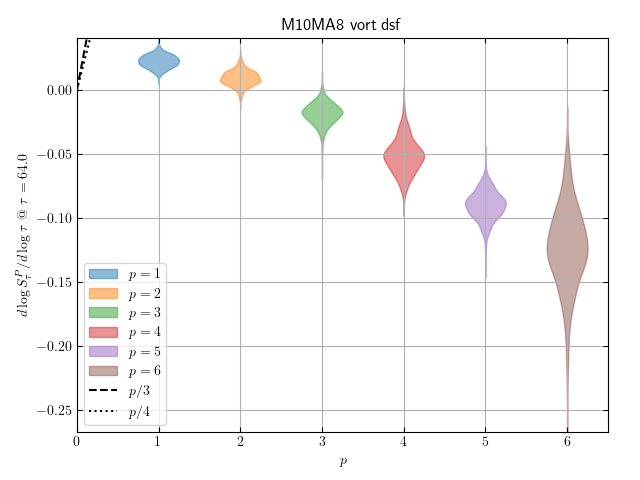 M10MA8 vort dsf
d log S_τ^P / d log τ @ τ = 64.0
0.00
−0.05
−0.10
−0.15
−0.20
−0.25
p = 1
p = 2
p = 3
p = 4
p = 5
p = 6
p/3
p/4
0 1 2 3 4 5 6
p